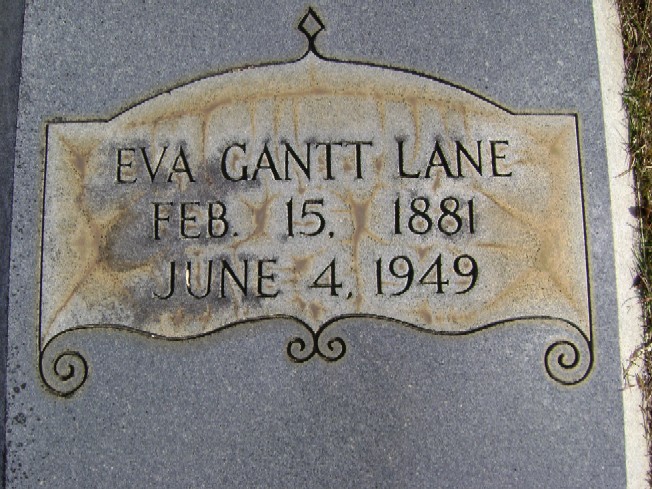 EVA GANTT LANE
FEB. 15, 1881
JUNE 4, 1949